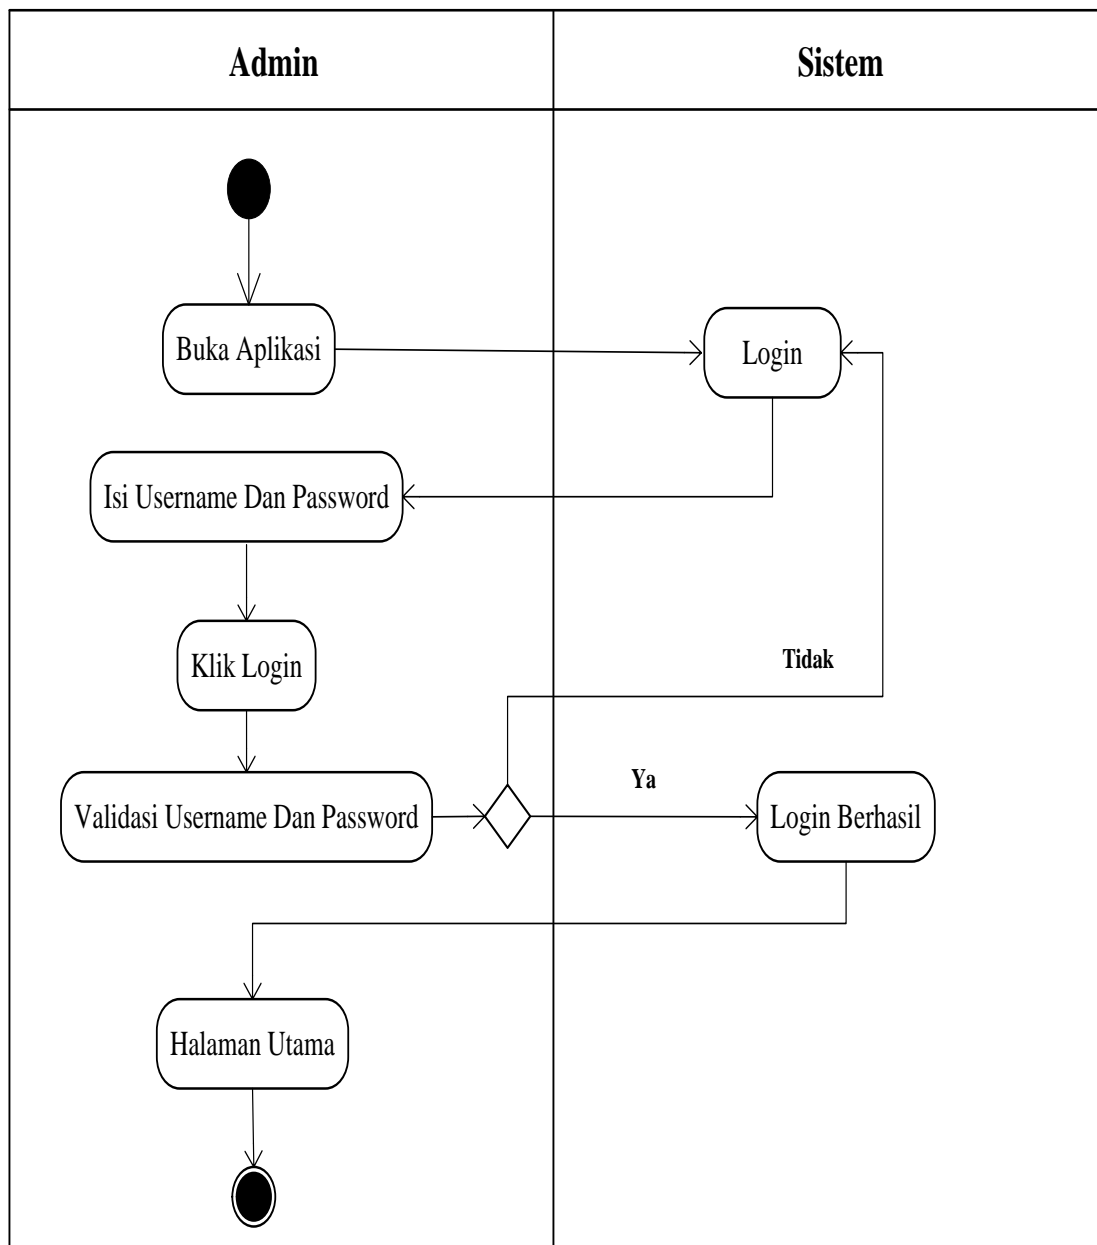 Admin
Sistem
Buka Aplikasi
Login
Isi Username Dan Password
Klik Login
Tidak
Validasi Username Dan Password
Ya
Login Berhasil
Halaman Utama